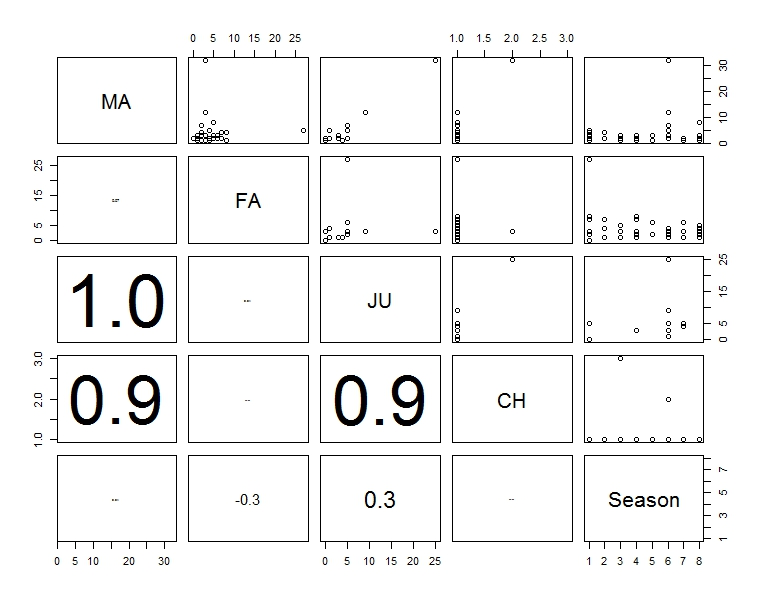 0 5 10 15 20 25
1.0 1.5 2.0 2.5 3.0
MA
0 5 10 20 30
0 5 15 25
FA
1.0
JU
0 5 15 25
1.0 2.0 3.0
0.9
0.9
CH
-0.3
0.3
Season
1 3 5 7
0 5 10 20 30
0 5 10 15 20 25
1 2 3 4 5 6 7 8